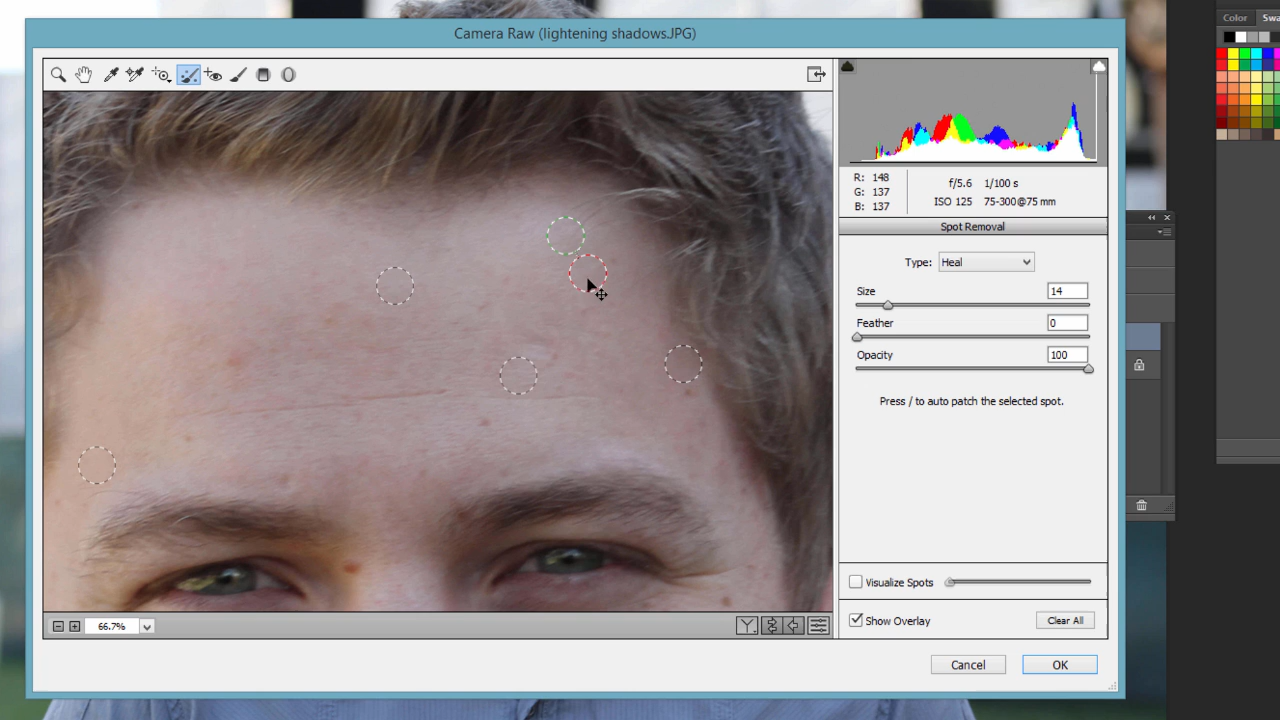 Camera Raw (lightening shadows.JPG)
Color
R: 148
G: 137
B: 137
f/5.6 1/100 s
ISO 125 75-300@75 mm
Spot Removal
Type: Heal
Size 14
Feather 0
Opacity 100
Press / to auto patch the selected spot.
Visualize Spots
Show Overlay
Clear All
66.7%
Y
Cancel
OK